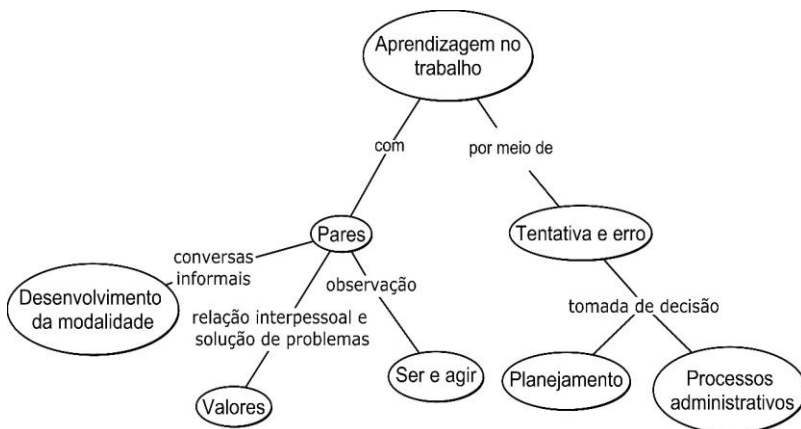 Aprendizagem no
trabalho
com
por meio de
Pares
Tentativa e erro
conversas
informais
observação
Desenvolvimento
da modalidade
relação interpessoal e
solução de problemas
tomada de decisão
Valores
Ser e agir
Planejamento
Processos
administrativos